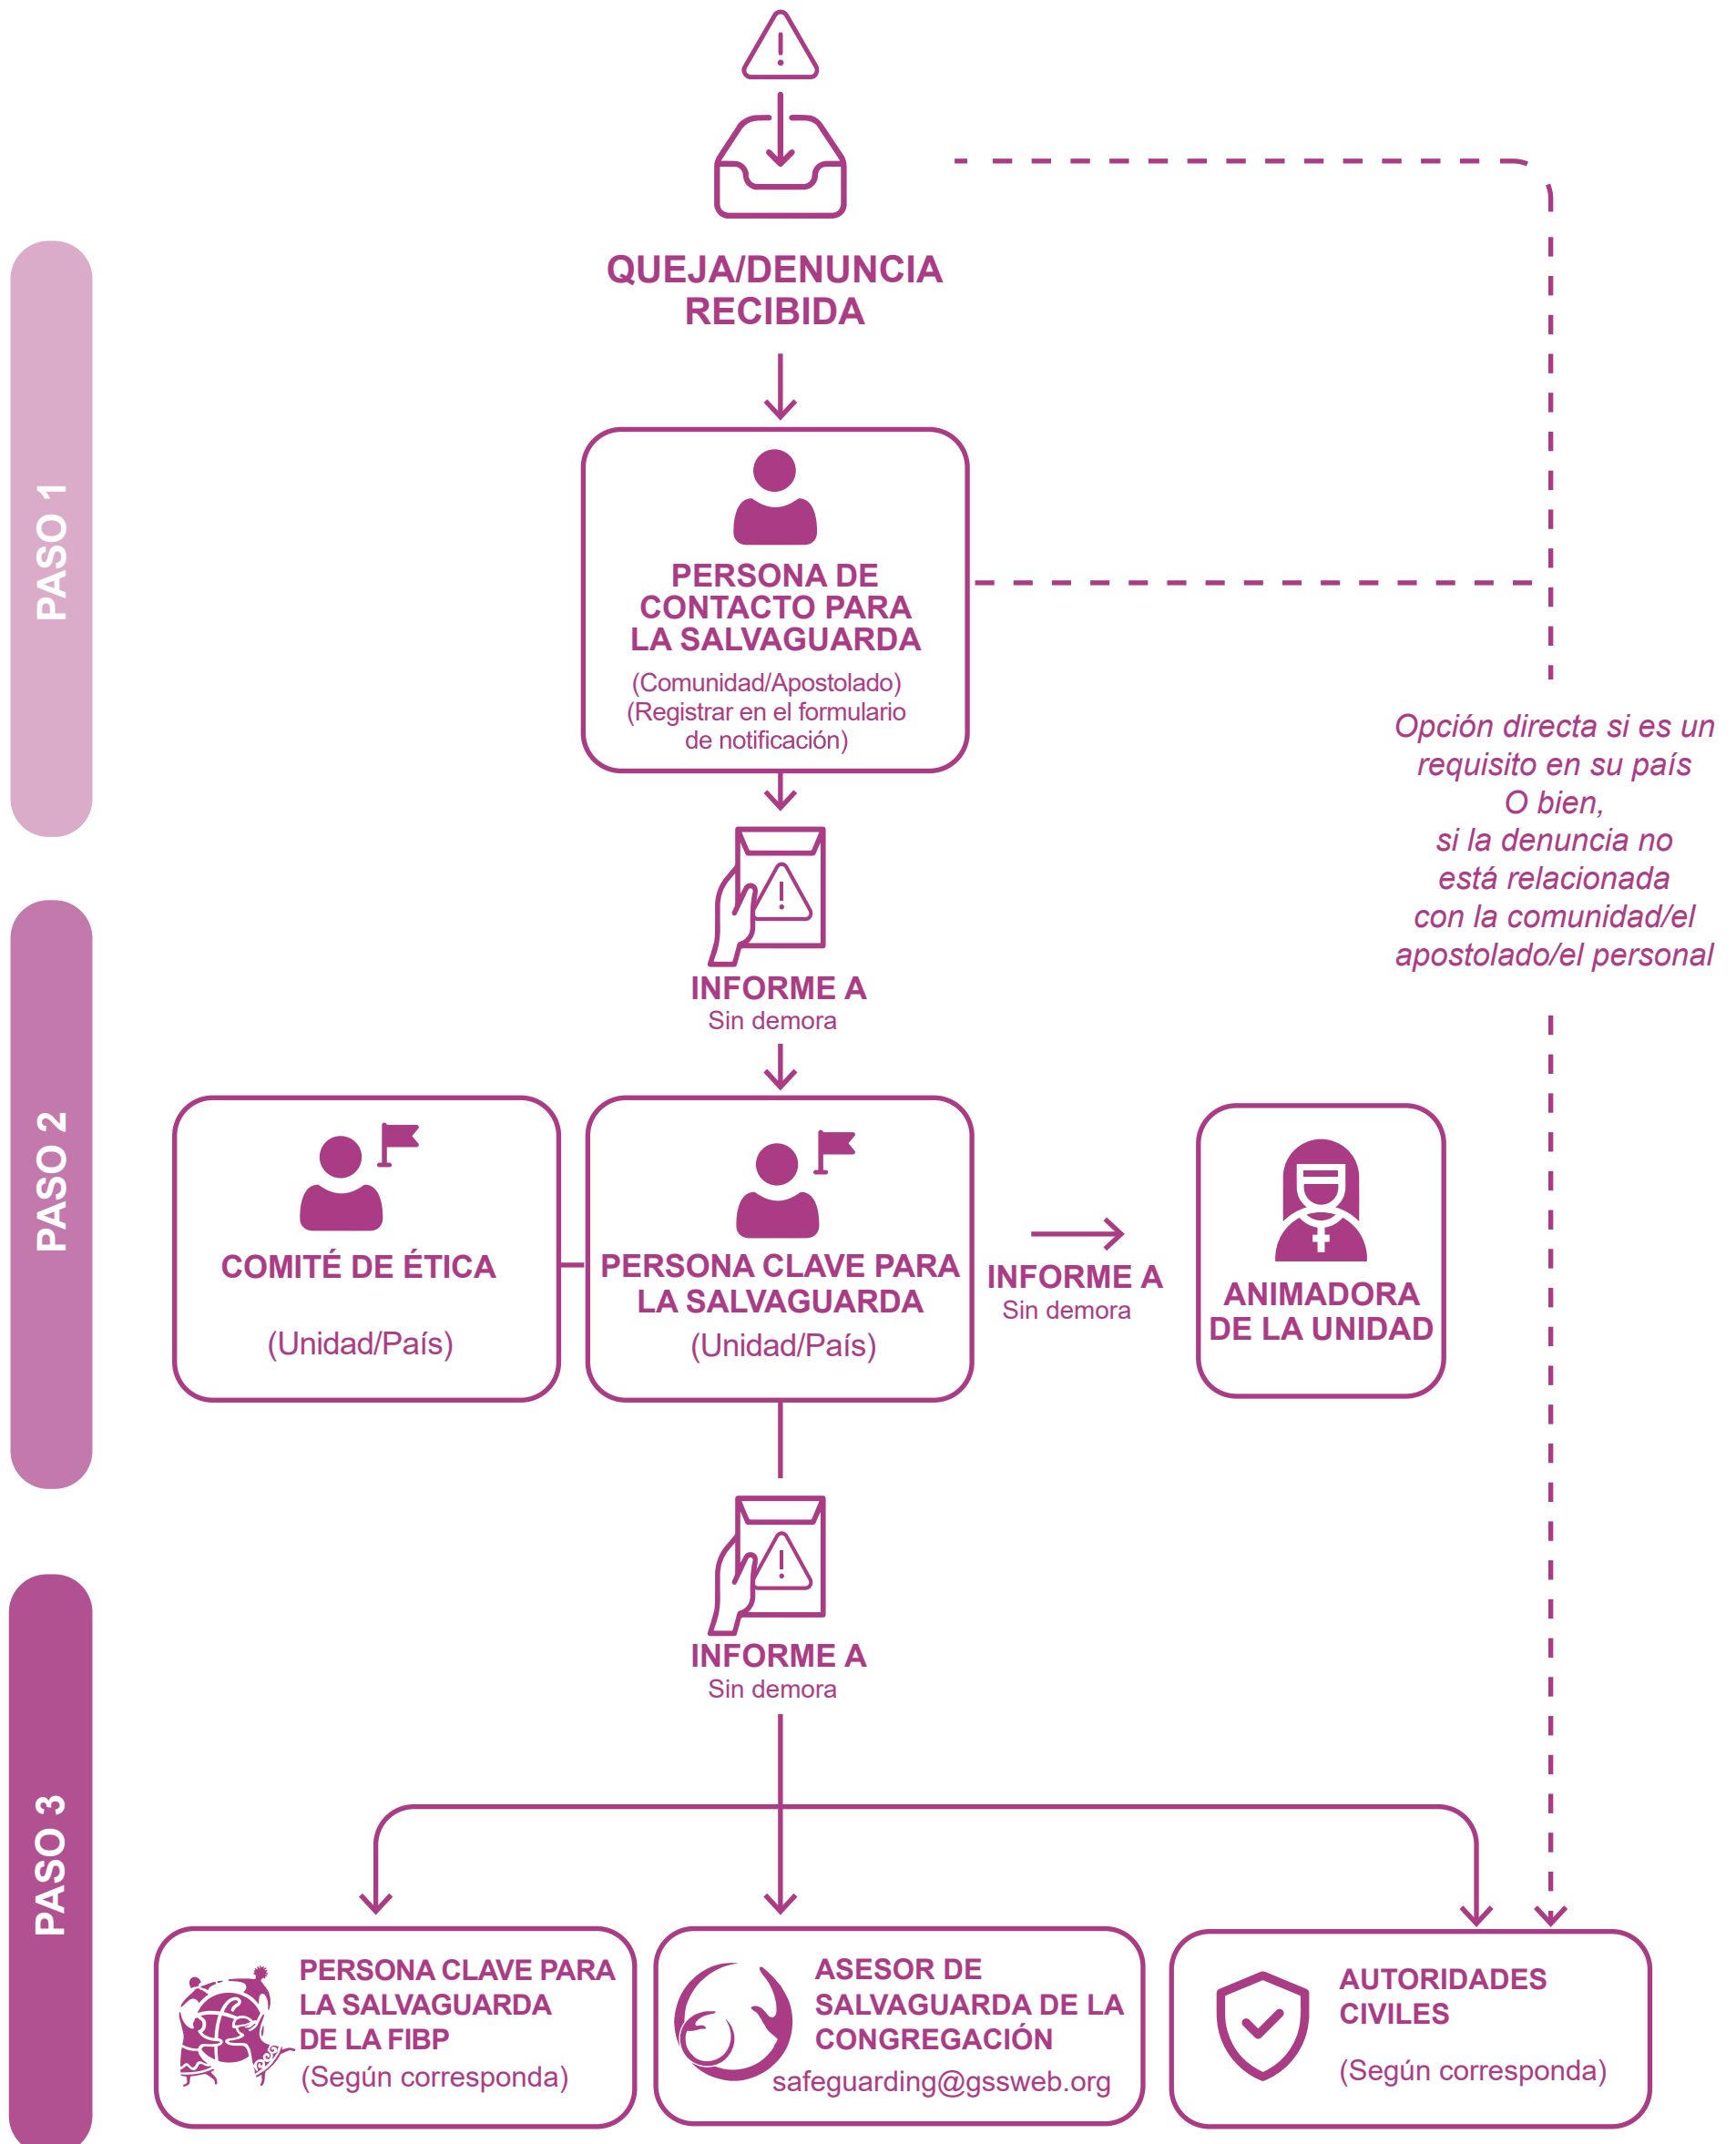 QUEJA/DENUNCIA
RECIBIDA
PASO 1
PERSONA DE
CONTACTO PARA
LA SALVAGUARDA
(Comunidad/Apostolado)
(Registrar en el formulario
de notificación)
Opción directa si es un
requisito en su país
O bien,
si la denuncia no
está relacionada
con la comunidad/el
apostolado/el personal
INFORME A
Sin demora
PASO 2
COMITÉ DE ÉTICA
(Unidad/País)
PERSONA CLAVE PARA
LA SALVAGUARDA
(Unidad/País)
INFORME A
Sin demora
ANIMADORA
DE LA UNIDAD
INFORME A
Sin demora
PASO 3
PERSONA CLAVE PARA
LA SALVAGUARDA
DE LA FIBP
(Según corresponda)
ASESOR DE
SALVAGUARDA DE LA
CONGREGACIÓN
safeguarding@gssweb.org
AUTORIDADES
CIVILES
(Según corresponda)